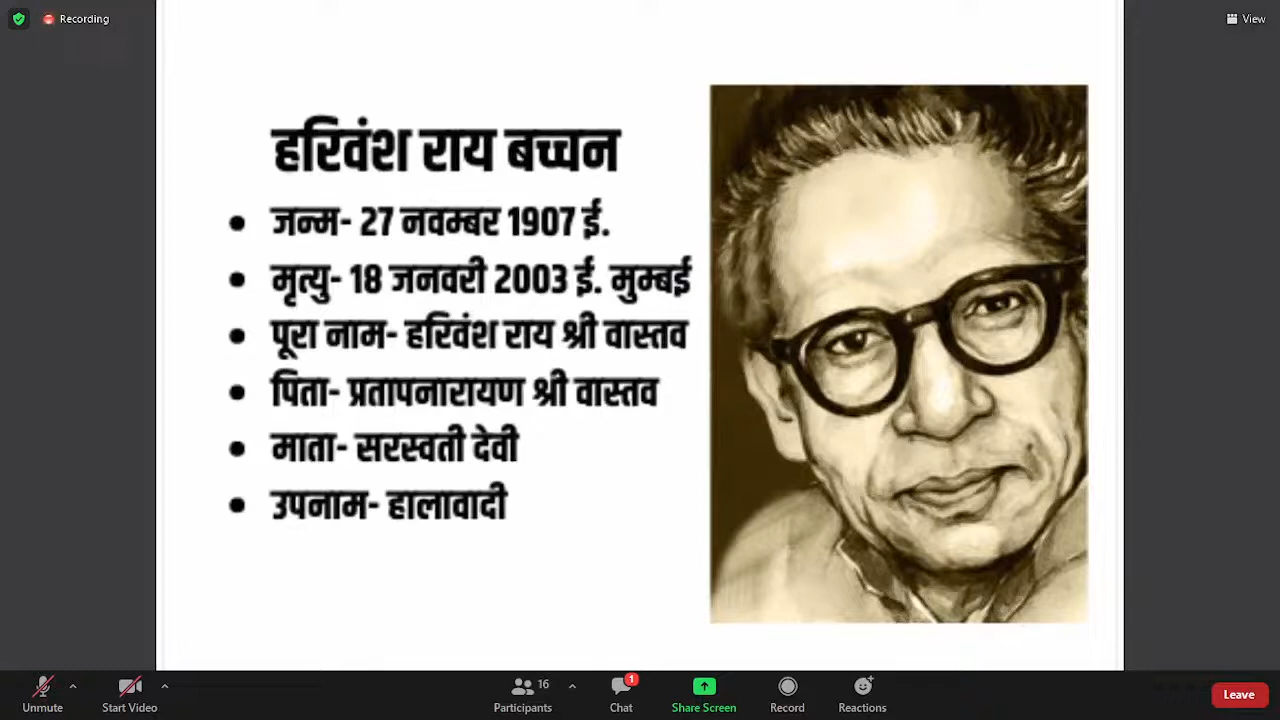 Recording
View
हरिवंश राय बच्चन
जन्म- 27 नवम्बर 1907 ई.
मृत्यु- 18 जनवरी 2003 ई. मुम्बई
पूरा नाम- हरिवंश राय श्री वास्तव
पिता- प्रतापनारायण श्री वास्तव
माता- सरस्वती देवी
उपनाम- हालावादी
16
1
Unmute
Start Video
Participants
Chat
Share Screen
Record
Reactions
Leave